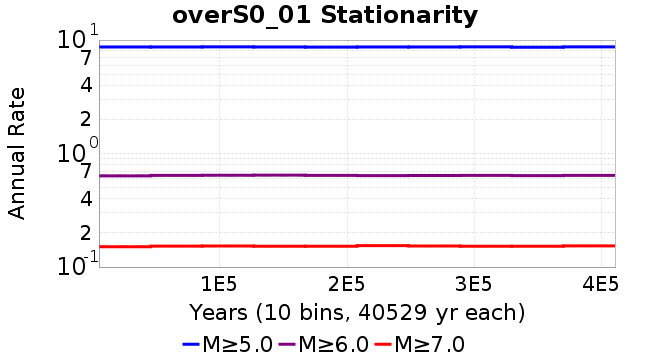 overS0_01 Stationarity
10^1
7
4
2
10^0
7
4
2
10^-1
Annual Rate
1E5 2E5 3E5 4E5
Years (10 bins, 40529 yr each)
M≥5.0 M≥6.0 M≥7.0